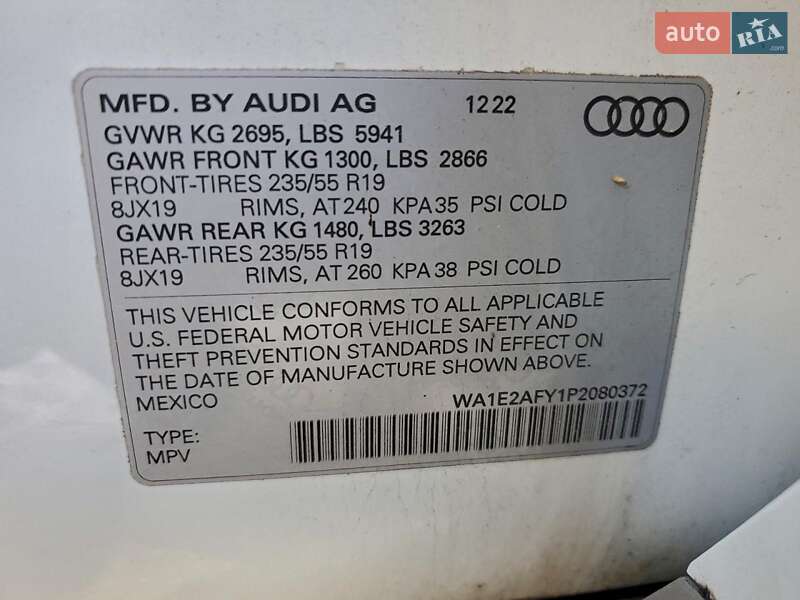 auto RIA.com
MFD. BY AUDI AG 12 22
GVWR KG 2695, LBS 5941
GAWR FRONT KG 1300, LBS 2866
FRONT-TIRES 235/55 R19
8JX19 RIMS, AT 240 KPA 35 PSI COLD
GAWR REAR KG 1480, LBS 3263
REAR-TIRES 235/55 R19
8JX19 RIMS, AT 260 KPA 38 PSI COLD
THIS VEHICLE CONFORMS TO ALL APPLICABLE
U.S. FEDERAL MOTOR VEHICLE SAFETY AND
THEFT PREVENTION STANDARDS IN EFFECT ON
THE DATE OF MANUFACTURE SHOWN ABOVE.
MEXICO WA1E2AFY1P2080372
TYPE:
MPV